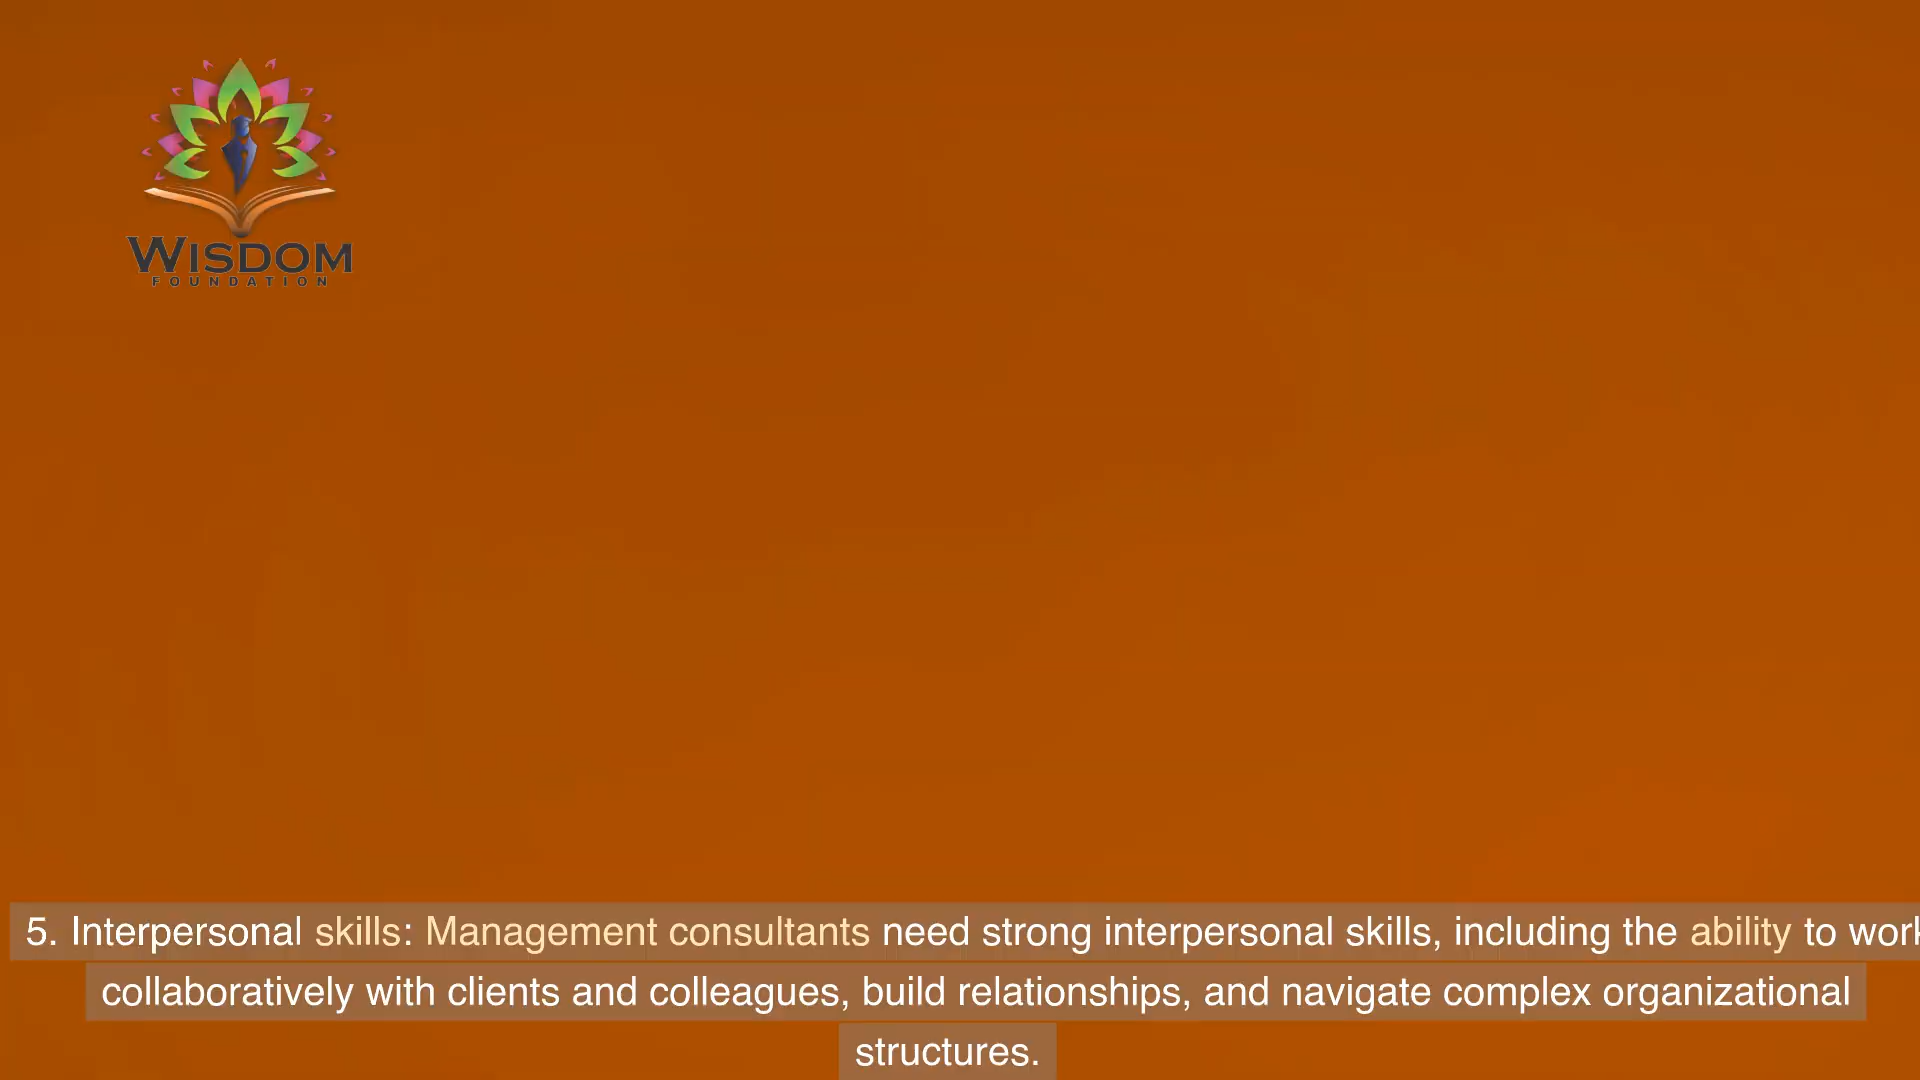 WISDOM
FOUNDATION
5. Interpersonal skills: Management consultants need strong interpersonal skills, including the ability to work
collaboratively with clients and colleagues, build relationships, and navigate complex organizational
structures.